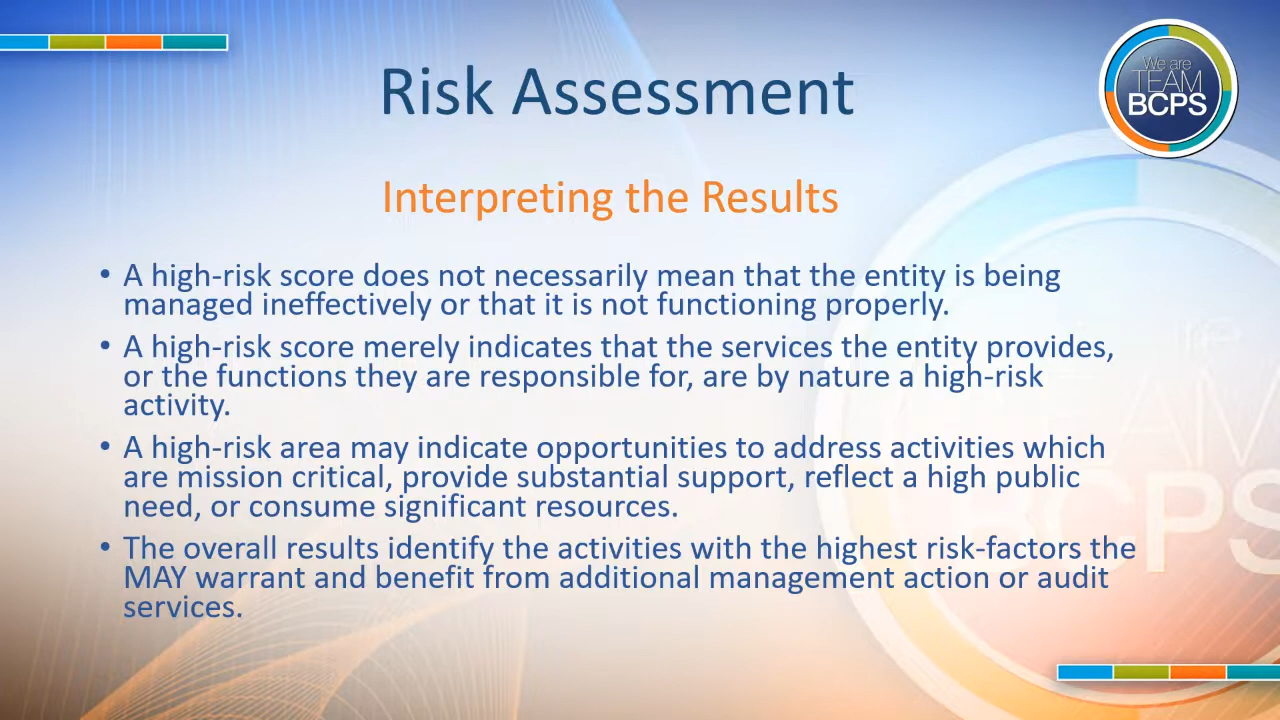 We are
TEAM
BCPS
Risk Assessment
Interpreting the Results
• A high-risk score does not necessarily mean that the entity is being
managed ineffectively or that it is not functioning properly.
• A high-risk score merely indicates that the services the entity provides,
or the functions they are responsible for, are by nature a high-risk
activity.
• A high-risk area may indicate opportunities to address activities which
are mission critical, provide substantial support, reflect a high public
need, or consume significant resources.
• The overall results identify the activities with the highest risk-factors the
MAY warrant and benefit from additional management action or audit
services.